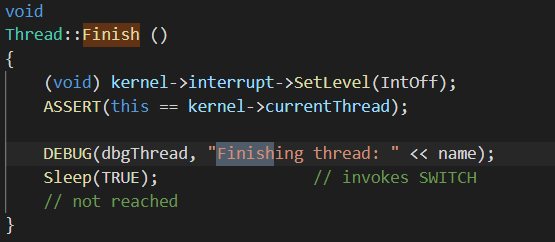 void
Thread::Finish ()
{
    (void) kernel->interrupt->SetLevel(IntOff);
    ASSERT(this == kernel->currentThread);

    DEBUG(dbgThread, "Finishing thread: " << name);
    Sleep(TRUE);                // invokes SWITCH
    // not reached
}